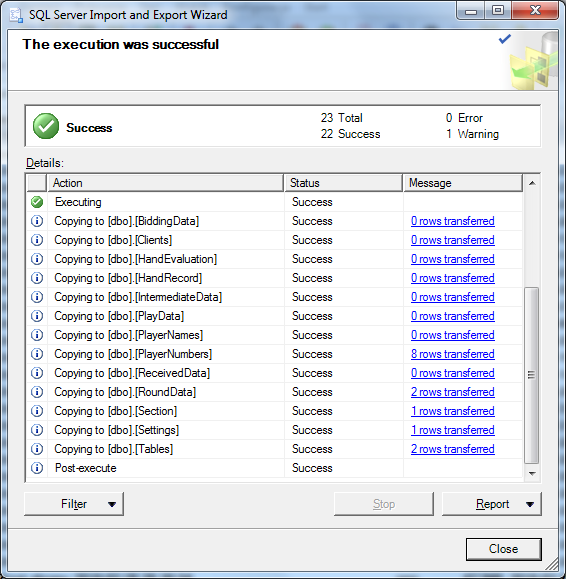 SQL Server Import and Export Wizard
The execution was successful
Success
23 Total 0 Error
22 Success 1 Warning
Details:
Action Status Message
Executing Success
Copying to [dbo].[BiddingData] Success 0 rows transferred
Copying to [dbo].[Clients] Success 0 rows transferred
Copying to [dbo].[HandEvaluation] Success 0 rows transferred
Copying to [dbo].[HandRecord] Success 0 rows transferred
Copying to [dbo].[IntermediateData] Success 0 rows transferred
Copying to [dbo].[PlayData] Success 0 rows transferred
Copying to [dbo].[PlayerNames] Success 0 rows transferred
Copying to [dbo].[PlayerNumbers] Success 8 rows transferred
Copying to [dbo].[ReceivedData] Success 0 rows transferred
Copying to [dbo].[RoundData] Success 2 rows transferred
Copying to [dbo].[Section] Success 1 rows transferred
Copying to [dbo].[Settings] Success 1 rows transferred
Copying to [dbo].[Tables] Success 2 rows transferred
Post-execute Success
Filter Stop Report
Close